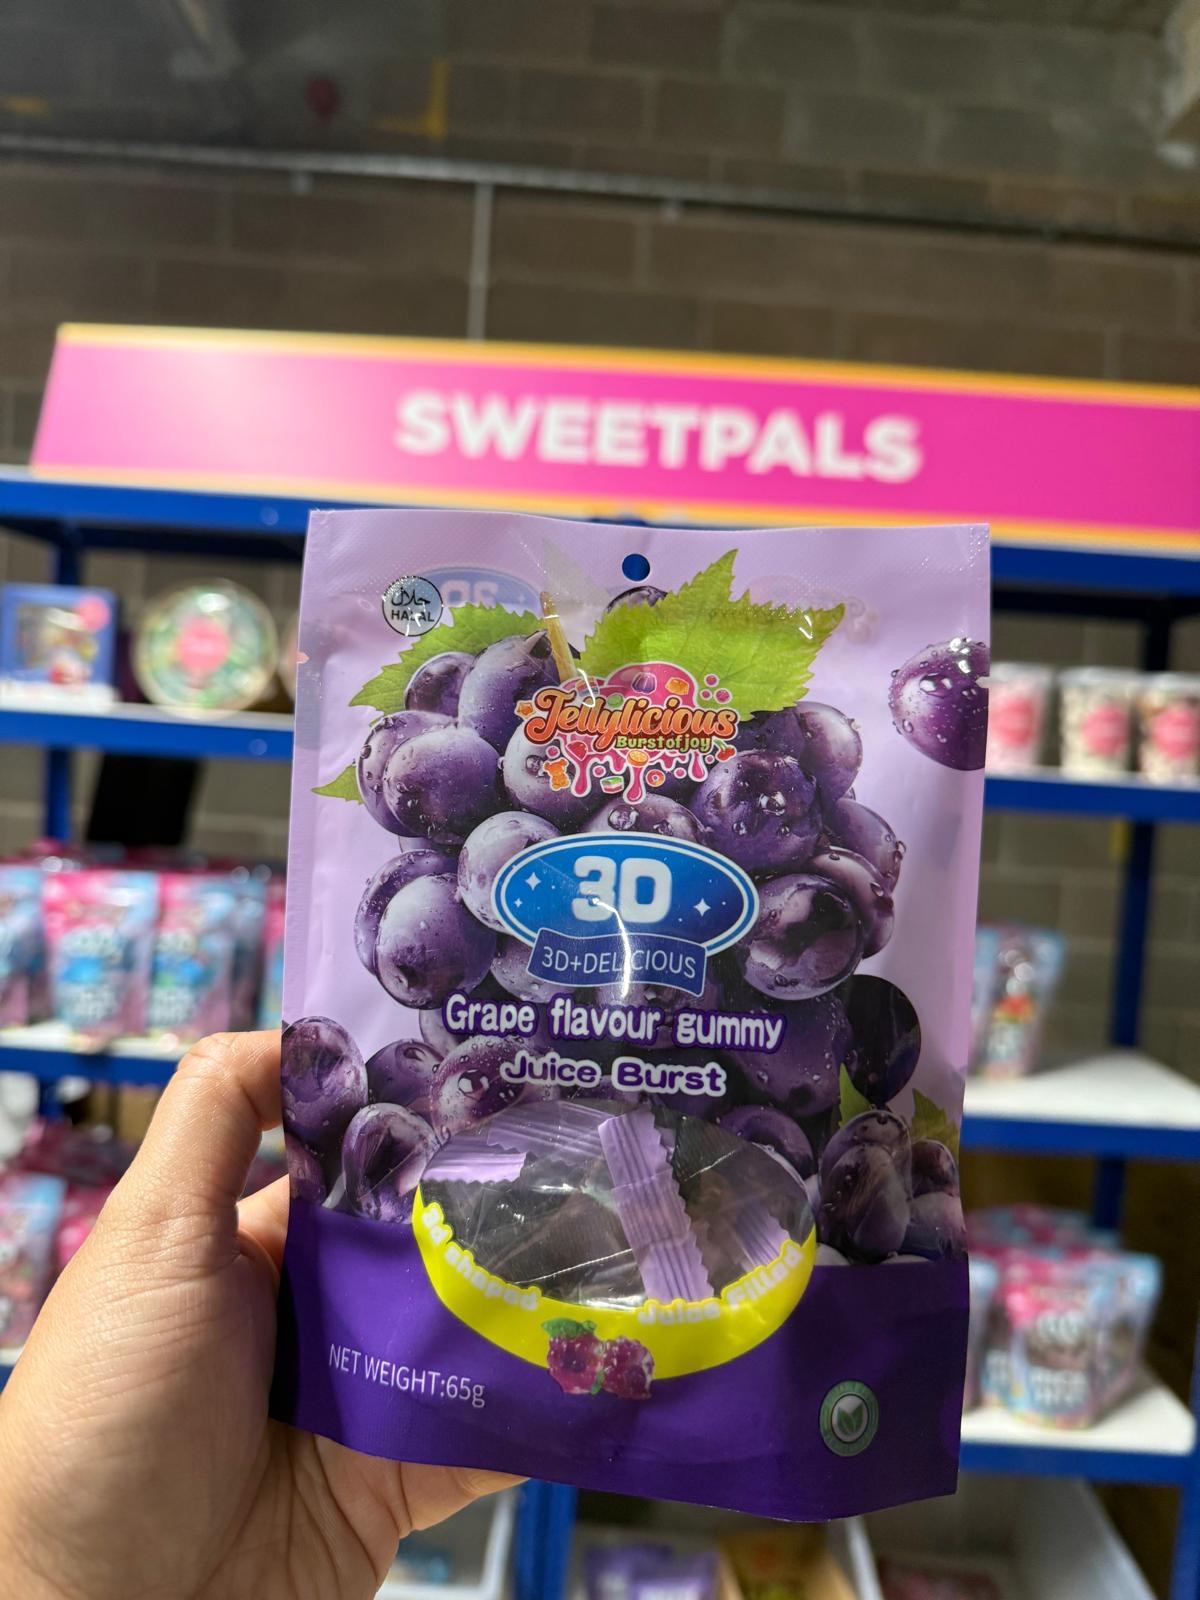 SWEETPALS
حلال
HALAL
Jellylicious
Burst of joy
3D
3D+DELICIOUS
Grape flavour gummy
Juice Burst
3d shaped
Juice Filled
NET WEIGHT:65g